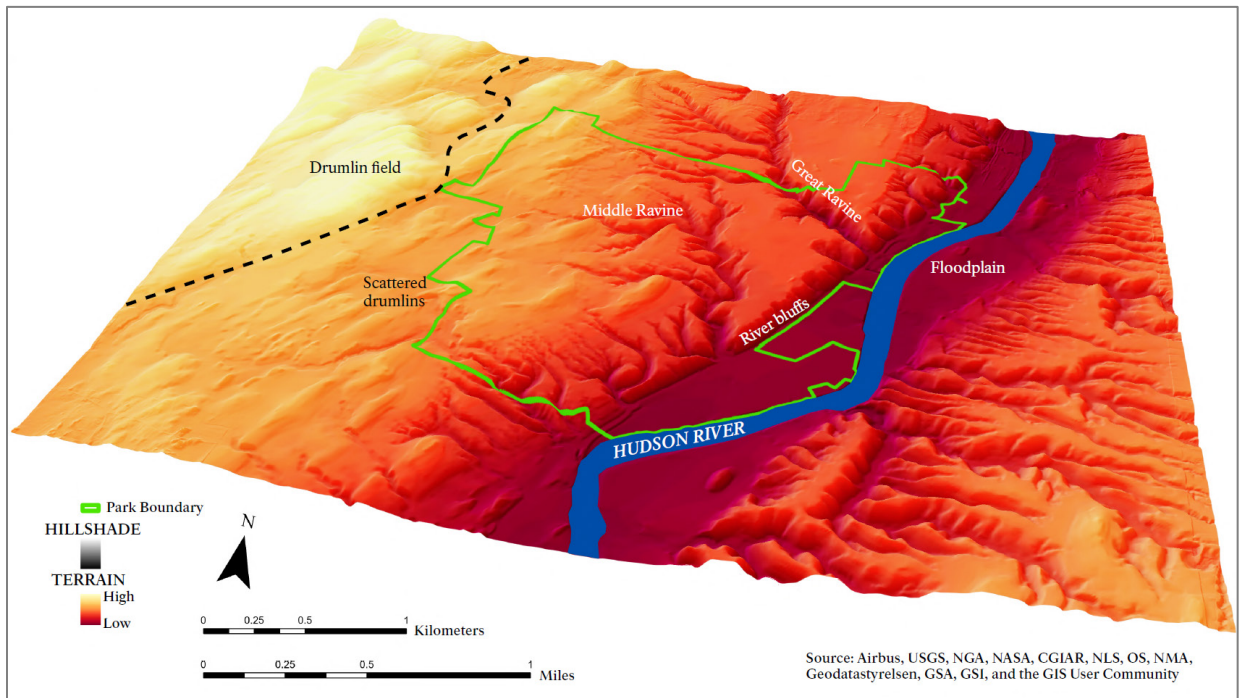 Drumlin field
Great Ravine
Middle Ravine
Floodplain
Scattered
drumlins
River bluffs
HUDSON RIVER
Park Boundary
HILLSHADE
TERRAIN
High
Low
N
0 0.25 0.5 1
Kilometers
0 0.25 0.5 1
Miles
Source: Airbus, USGS, NGA, NASA, CGIAR, NLS, OS, NMA,
Geodatastyrelsen, GSA, GSI, and the GIS User Community